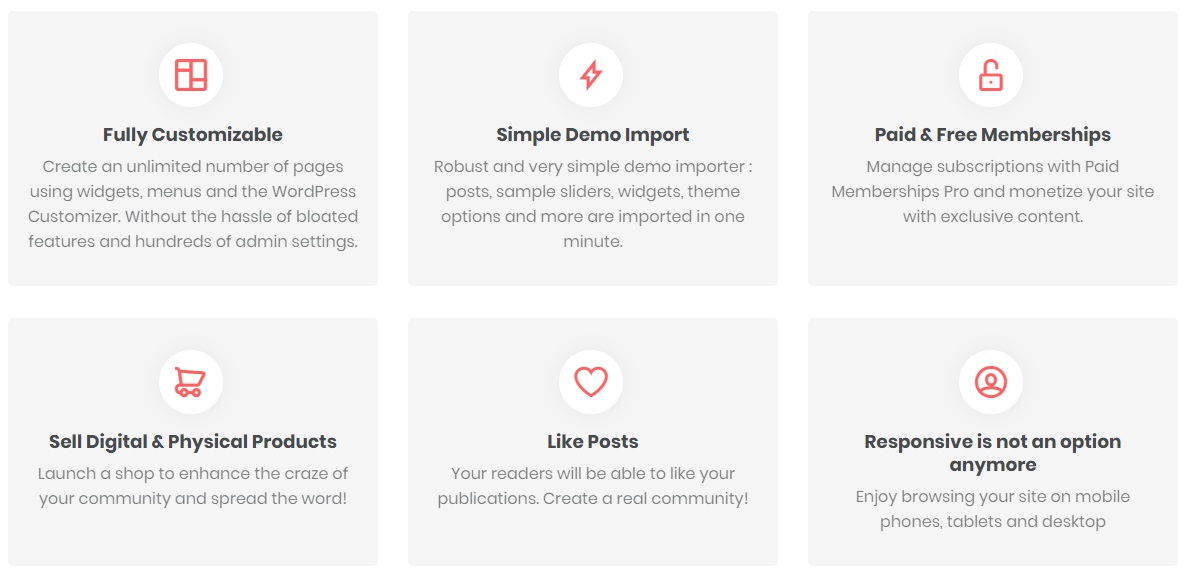 Fully Customizable
Create an unlimited number of pages
using widgets, menus and the WordPress
Customizer. Without the hassle of bloated
features and hundreds of admin settings.
Simple Demo Import
Robust and very simple demo importer :
posts, sample sliders, widgets, theme
options and more are imported in one
minute.
Paid & Free Memberships
Manage subscriptions with Paid
Memberships Pro and monetize your site
with exclusive content.
Sell Digital & Physical Products
Launch a shop to enhance the craze of
your community and spread the word!
Like Posts
Your readers will be able to like your
publications. Create a real community!
Responsive is not an option
anymore
Enjoy browsing your site on mobile
phones, tablets and desktop